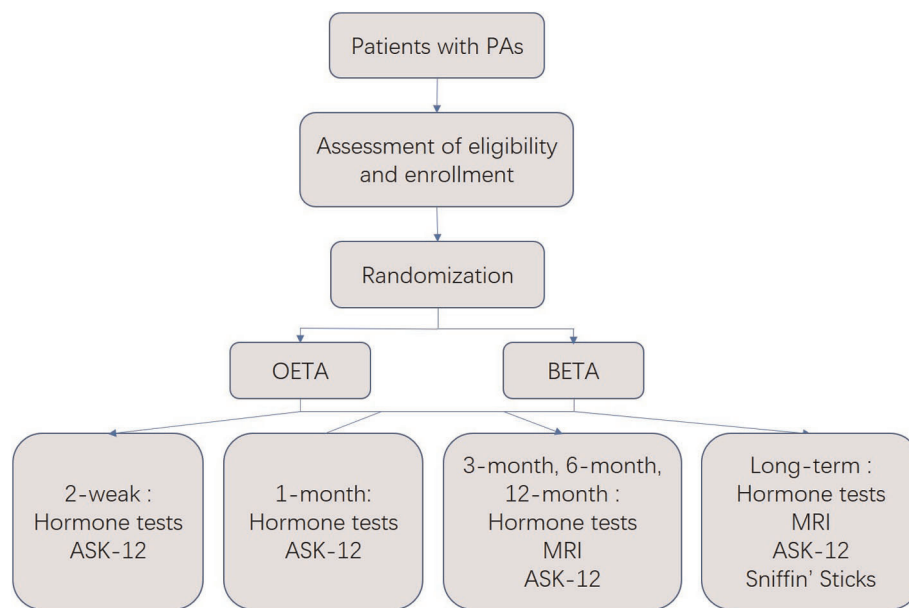 Patients with PAs
Assessment of eligibility
and enrollment
Randomization
OETA
BETA
2-weak :
Hormone tests
ASK-12
1-month:
Hormone tests
ASK-12
3-month, 6-month,
12-month :
Hormone tests
MRI
ASK-12
Long-term :
Hormone tests
MRI
ASK-12
Sniffin’ Sticks